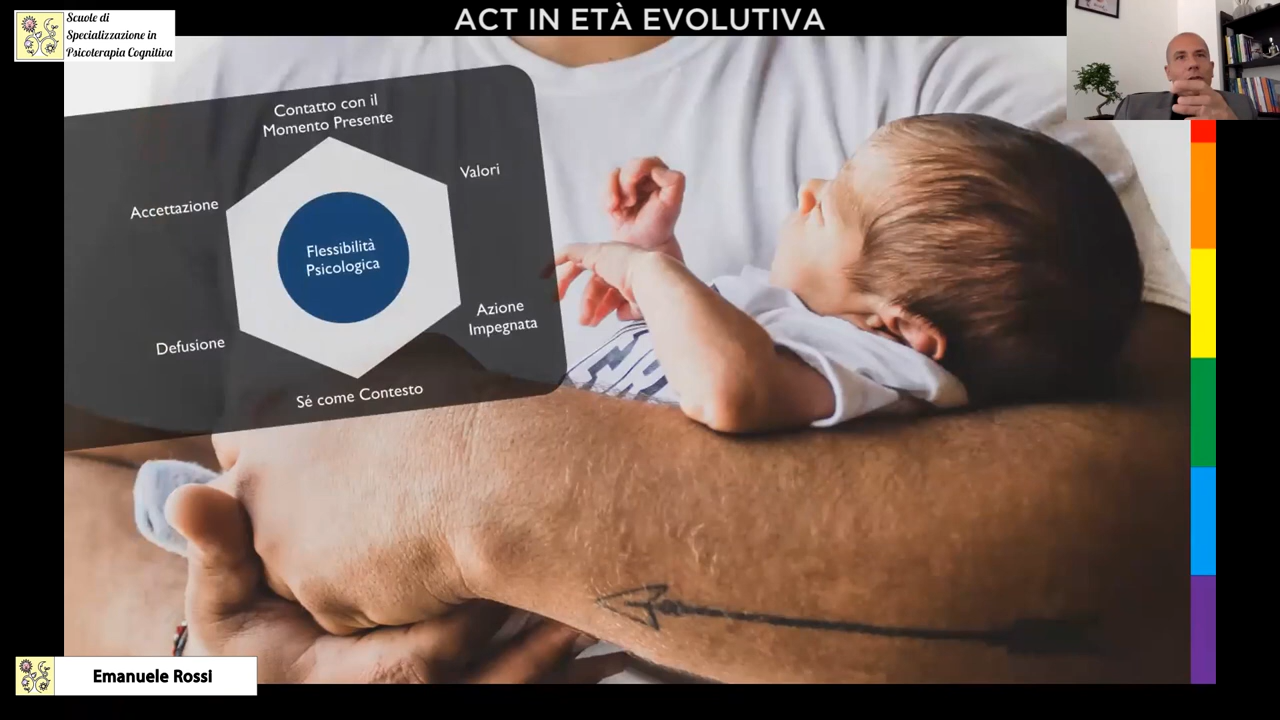 Scuole di
Specializzazione in
Psicoterapia Cognitiva
ACT IN ETÀ EVOLUTIVA
Contatto con il
Momento Presente
Valori
Accettazione
Flessibilità
Psicologica
Azione
Impegnata
Defusione
Sé come Contesto
Emanuele Rossi